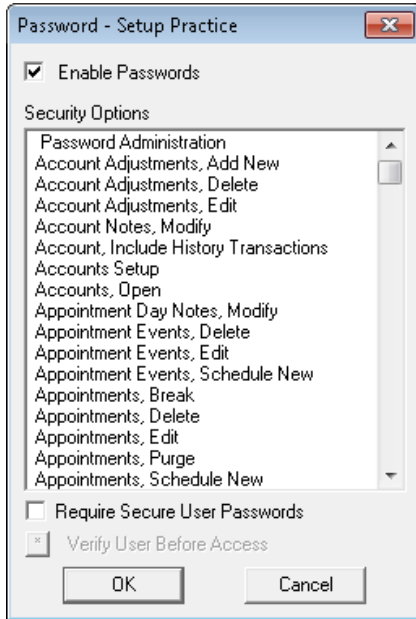 Password - Setup Practice
Enable Passwords
Security Options
Password Administration
Account Adjustments, Add New
Account Adjustments, Delete
Account Adjustments, Edit
Account Notes, Modify
Account, Include History Transactions
Accounts Setup
Accounts, Open
Appointment Day Notes, Modify
Appointment Events, Delete
Appointment Events, Edit
Appointment Events, Schedule New
Appointments, Break
Appointments, Delete
Appointments, Edit
Appointments, Purge
Appointments, Schedule New
Require Secure User Passwords
Verify User Before Access
OK Cancel